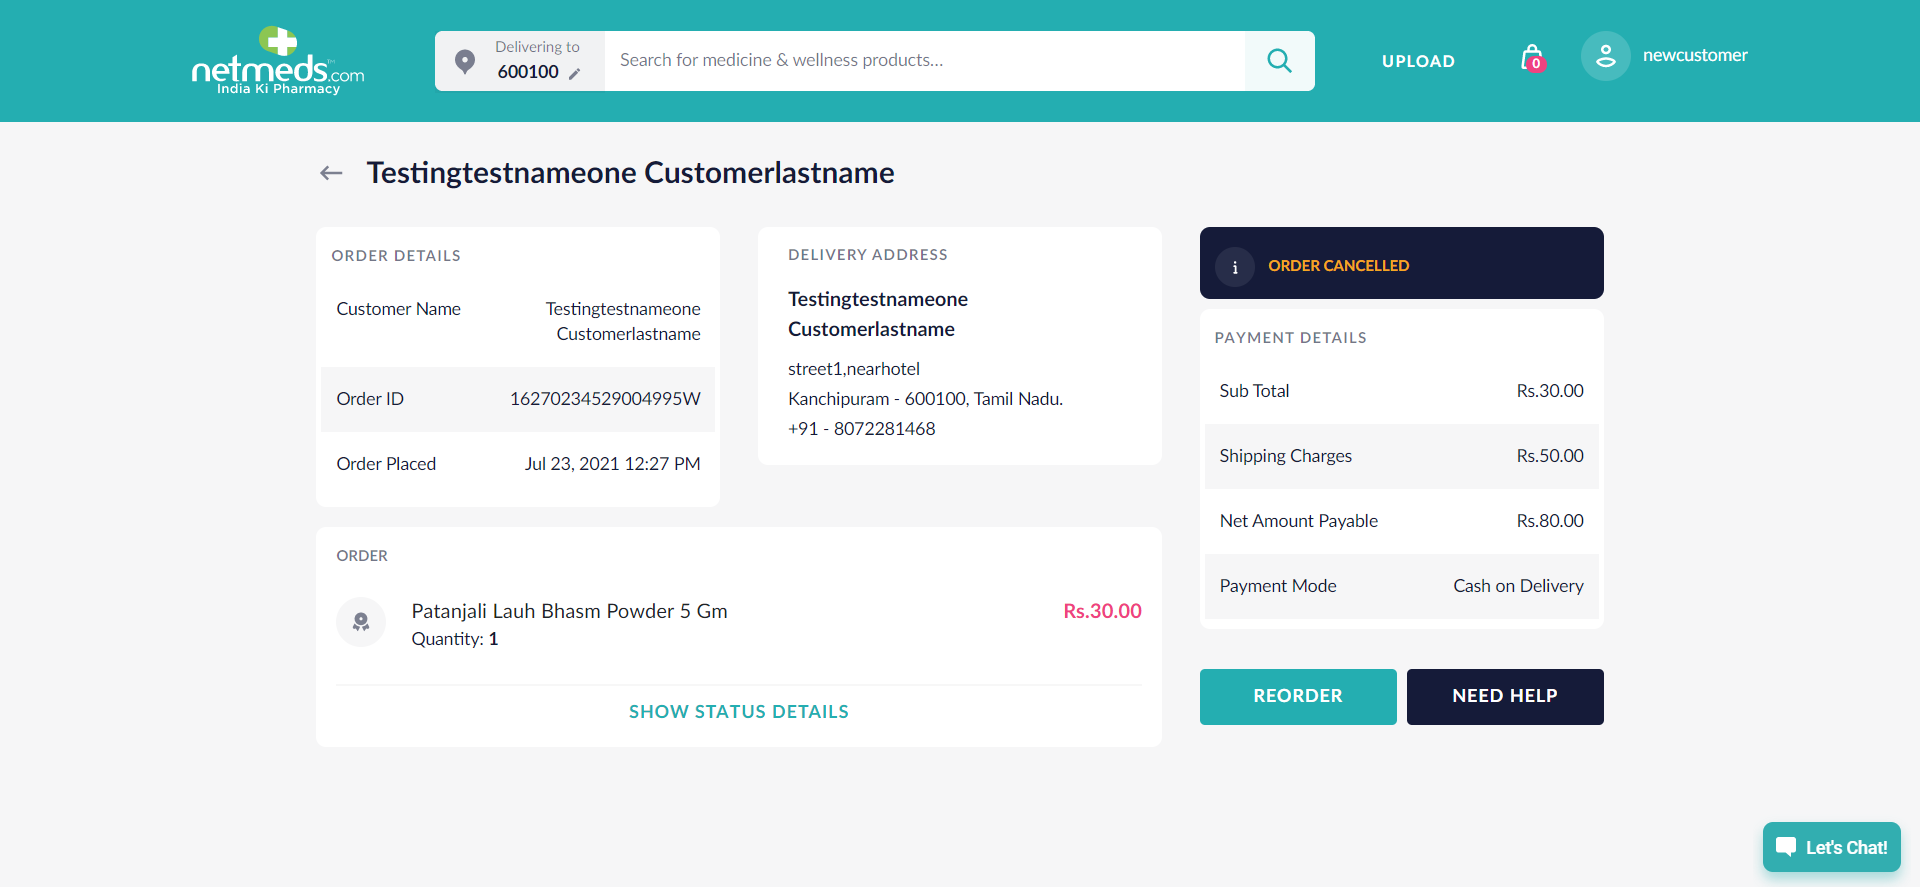 netmeds.com™
India Ki Pharmacy
Delivering to
600100
Search for medicine & wellness products...
UPLOAD
0
newcustomer
Testingtestnameone Customerlastname
ORDER DETAILS
Customer Name Testingtestnameone
Customerlastname
Order ID 16270234529004995W
Order Placed Jul 23, 2021 12:27 PM
DELIVERY ADDRESS
Testingtestnameone
Customerlastname
street1,nearhotel
Kanchipuram - 600100, Tamil Nadu.
+91 - 8072281468
ORDER
Patanjali Lauh Bhasm Powder 5 Gm Rs.30.00
Quantity: 1
SHOW STATUS DETAILS
i ORDER CANCELLED
PAYMENT DETAILS
Sub Total Rs.30.00
Shipping Charges Rs.50.00
Net Amount Payable Rs.80.00
Payment Mode Cash on Delivery
REORDER
NEED HELP
Let's Chat!